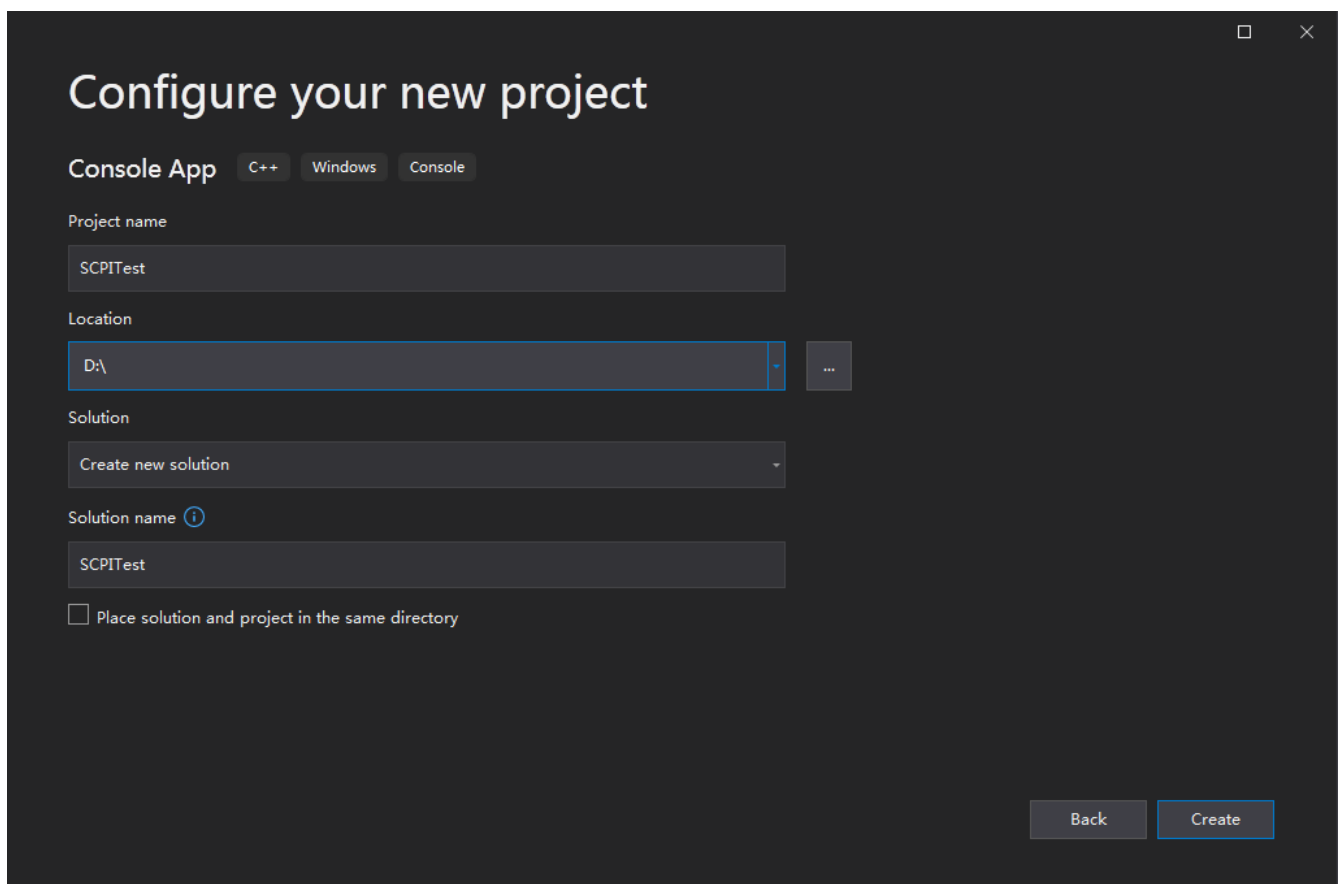 Configure your new project
Console App C++ Windows Console
Project name
SCPITest
Location
D:\
...
Solution
Create new solution
Solution name
SCPITest
Place solution and project in the same directory
Back Create